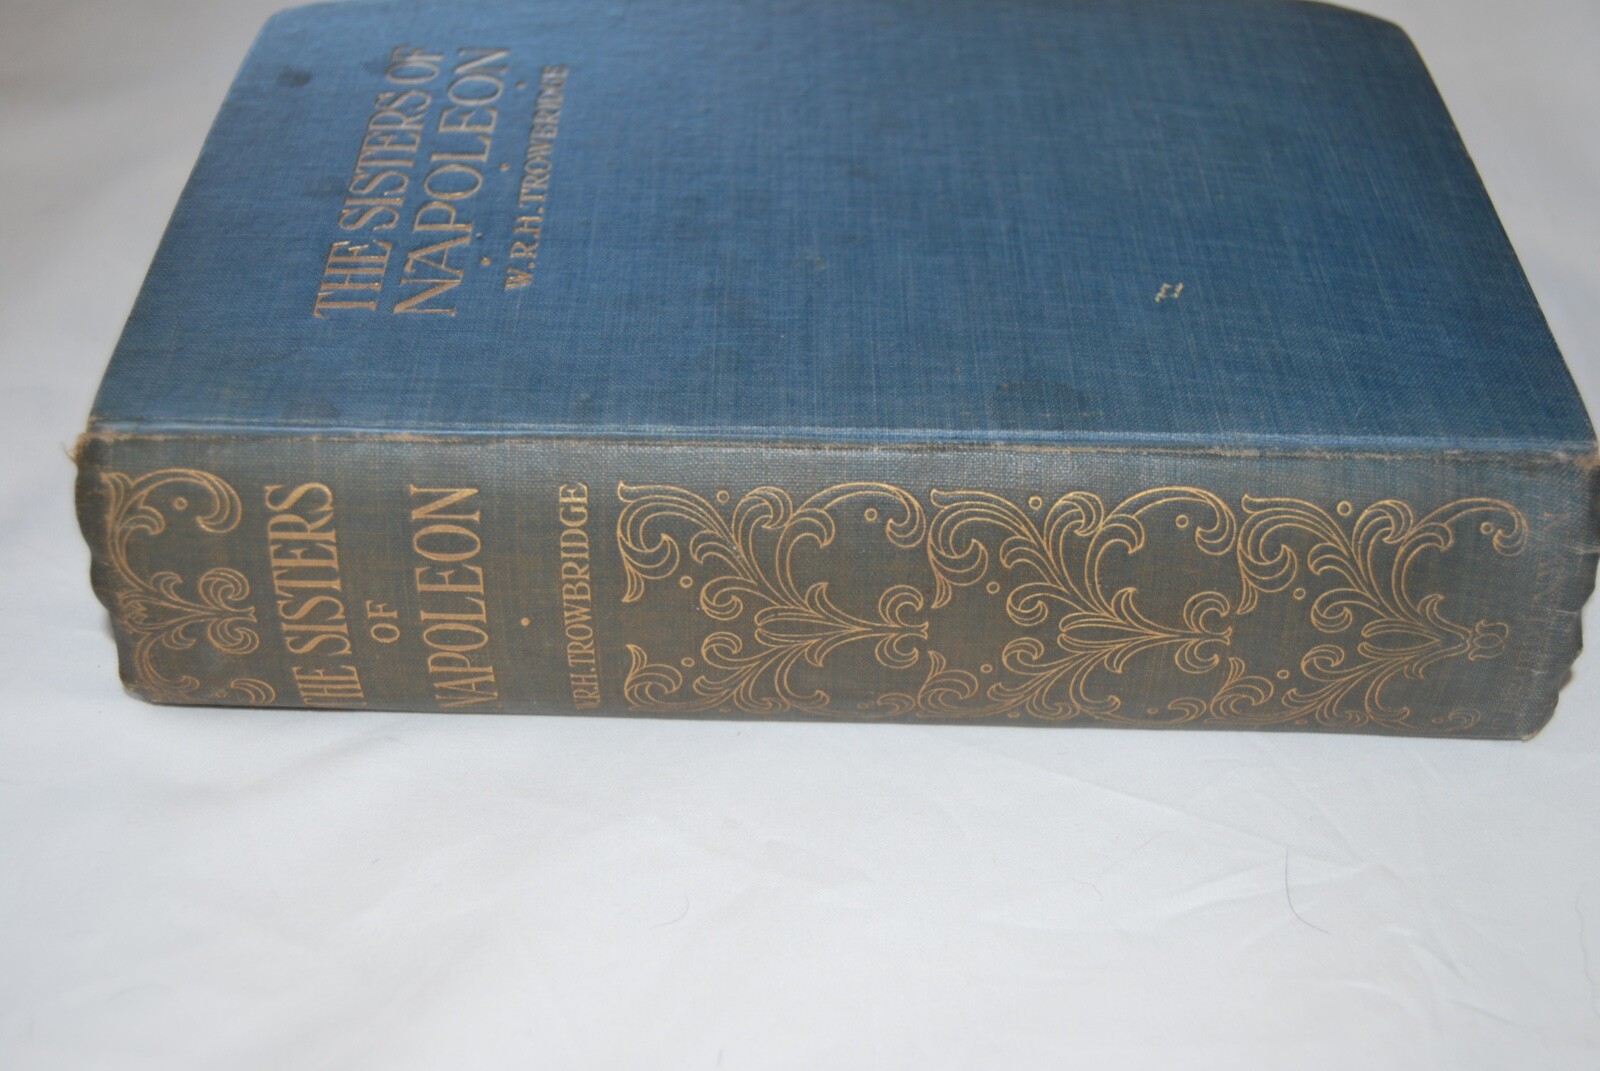 THE SISTERS OF
NAPOLEON
W.R.H. TROWBRIDGE
THE SISTERS
OF
NAPOLEON
W.R.H. TROWBRIDGE